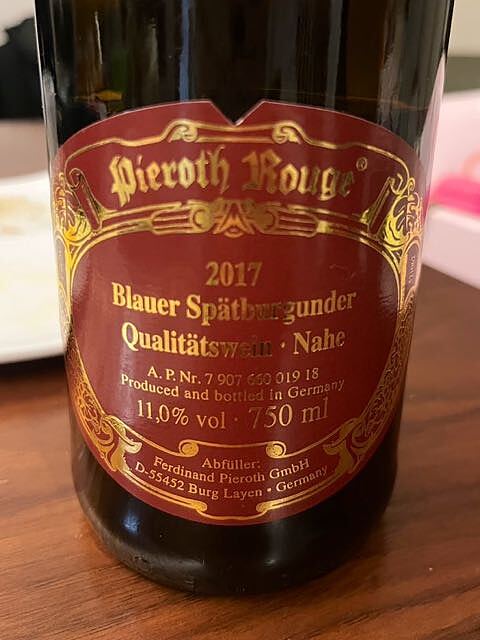 Pieroth Rouge®
2017
Blauer Spätburgunder
Qualitätswein · Nahe
A. P. Nr. 7 907 660 019 18
Produced and bottled in Germany
11,0% vol · 750 ml
Abfüller:
Ferdinand Pieroth GmbH
D-55452 Burg Layen • Germany